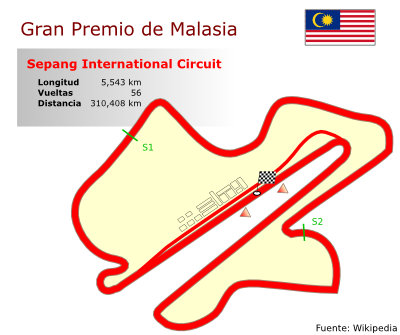 Gran Premio de Malasia
Sepang International Circuit
Longitud 5,543 km
Vueltas 56
Distancia 310,408 km
S1
S2
Fuente: Wikipedia